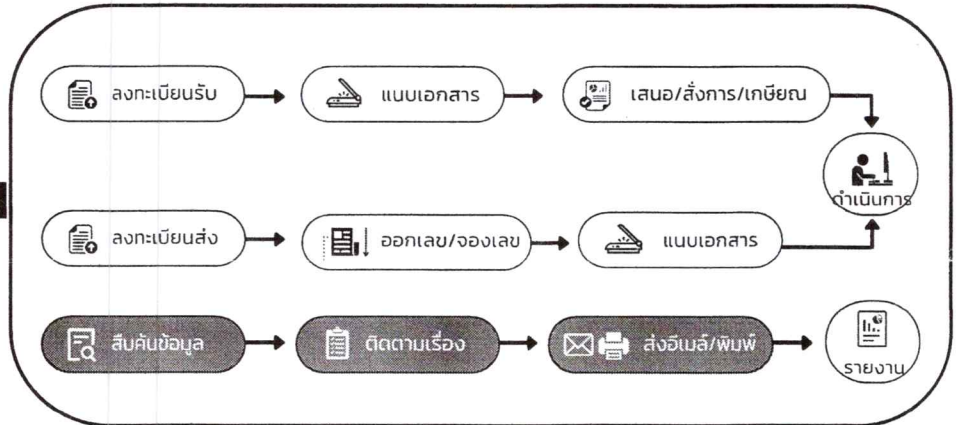 ลงทะเบียนรับ
แนบเอกสาร
เสนอ/สั่งการ/เกษียณ
ดำเนินการ
ลงทะเบียนส่ง
ออกเลข/จองเลข
แนบเอกสาร
สืบค้นข้อมูล
ติดตามเรื่อง
ส่งอีเมล์/พิมพ์
รายงาน